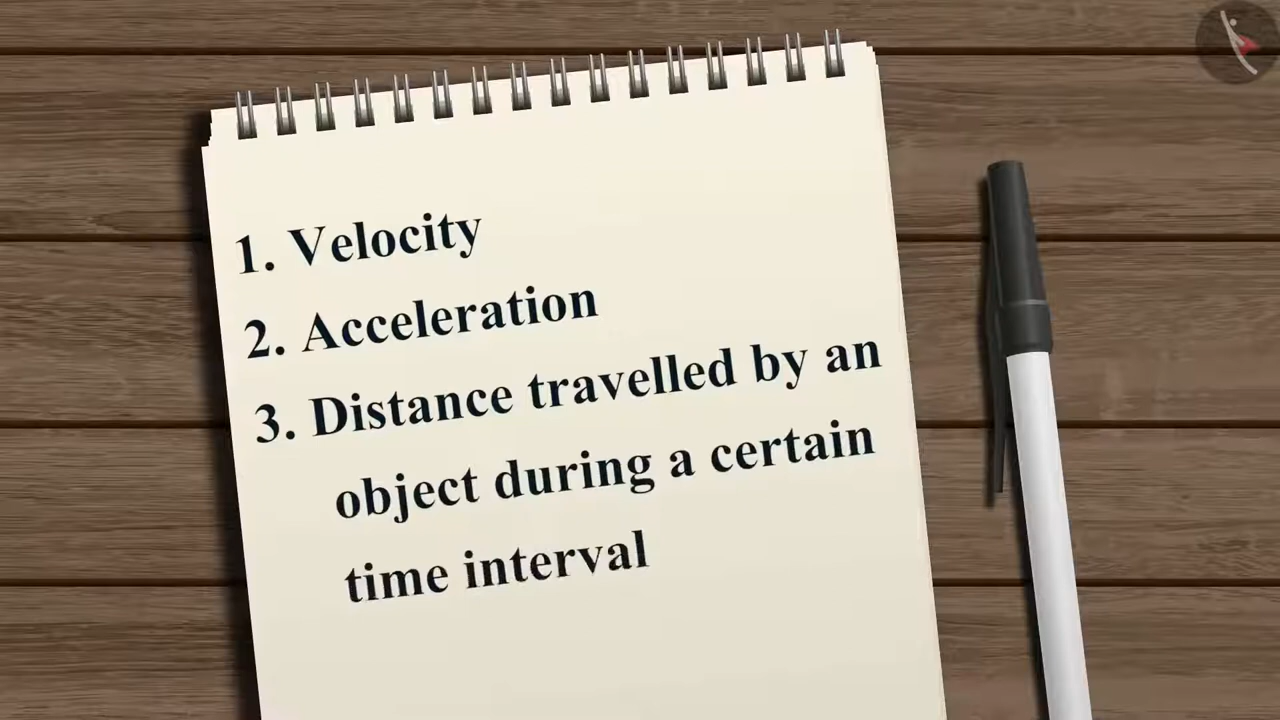 1. Velocity
2. Acceleration
3. Distance travelled by an
object during a certain
time interval